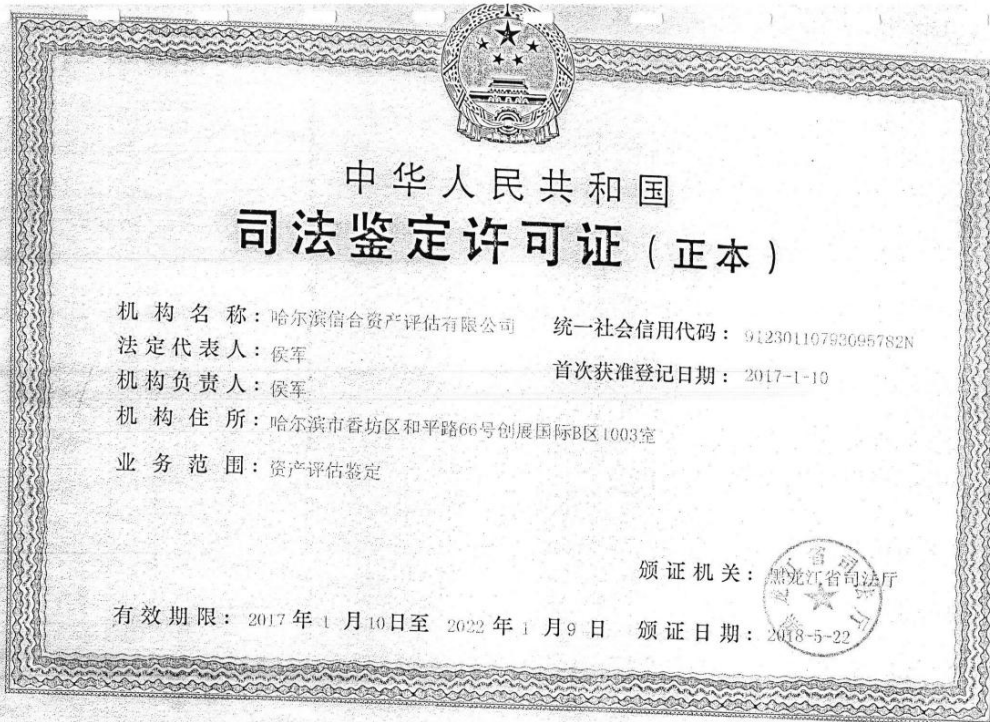 中华人民共和国
司法鉴定许可证（正本）
机构名称：哈尔滨信合资产评估有限公司
统一社会信用代码：91230110793095782N
法定代表人：侯军
首次获准登记日期：2017-1-10
机构负责人：侯军
机构住所：哈尔滨市香坊区和平路66号创展国际B区1003室
业务范围：资产评估鉴定
颁证机关：黑龙江省司法厅
有效期限：2017年1月10日至 2022年1月9日
颁证日期：2018-5-22